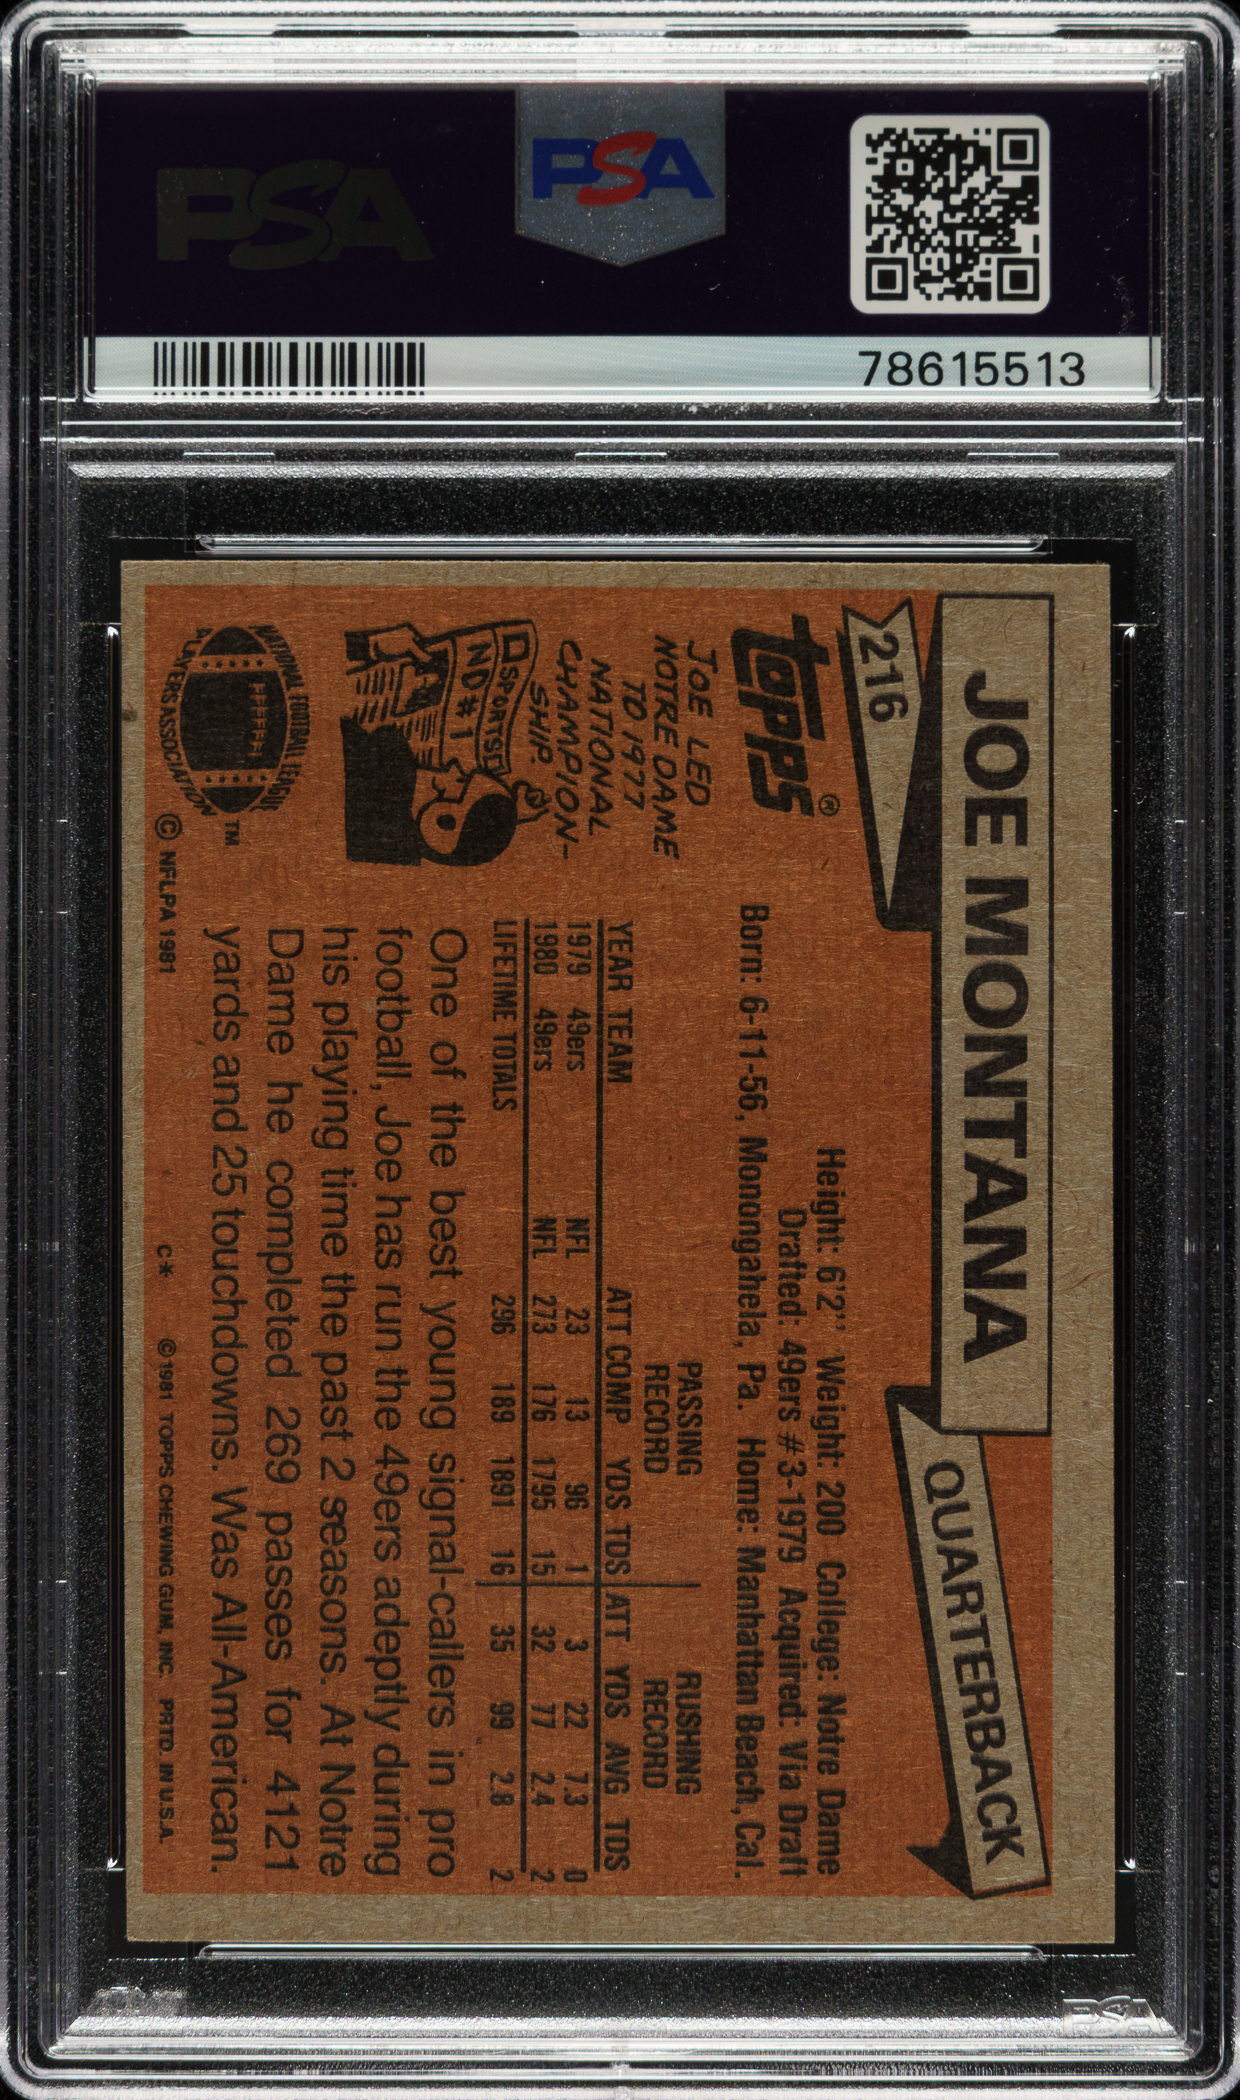 PSA
PSA
78615513
JOE MONTANA
QUARTERBACK
216
Height: 6'2" Weight: 200 College: Notre Dame
Drafted: 49ers #3-1979 Acquired: Via Draft
Born: 6-11-56, Monongahela, Pa. Home: Manhattan Beach, Cal.
topps®
JOE LED
NOTRE DAME
TO 1977
NATIONAL
CHAMPION-
SHIP.
SPORTS
ND #1
PASSING RUSHING
RECORD RECORD
YEAR TEAM ATT COMP YDS TDS ATT YDS AVG TDS
1979 49ers NFL 23 13 96 1 3 22 7.3 0
1980 49ers NFL 273 176 1795 15 32 77 2.4 2
LIFETIME TOTALS 296 189 1891 16 35 99 2.8 2
One of the best young signal-callers in pro
football, Joe has run the 49ers adeptly during
his playing time the past 2 seasons. At Notre
Dame he completed 269 passes for 4121
yards and 25 touchdowns. Was All-American.
NATIONAL FOOTBALL LEAGUE
PLAYERS ASSOCIATION
TM
© NFLPA 1981 C* © 1981 TOPPS CHEWING GUM, INC. PRTD. IN U.S.A.
PSA